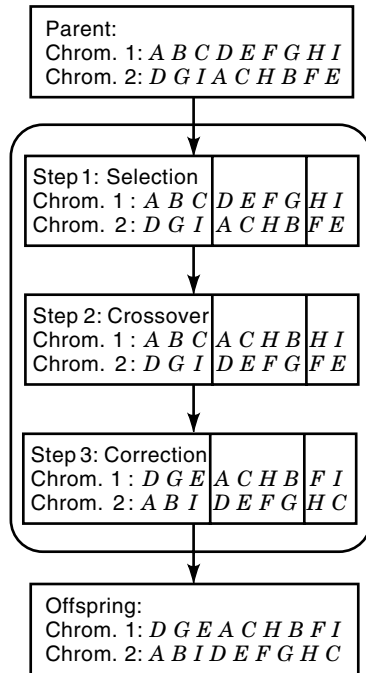 Parent:
Chrom. 1: A B C D E F G H I
Chrom. 2: D G I A C H B F E
Step 1: Selection
Chrom. 1: A B C D E F G H I
Chrom. 2: D G I A C H B F E
Step 2: Crossover
Chrom. 1: A B C A C H B H I
Chrom. 2: D G I D E F G F E
Step 3: Correction
Chrom. 1: D G E A C H B F I
Chrom. 2: A B I D E F G H C
Offspring:
Chrom. 1: D G E A C H B F I
Chrom. 2: A B I D E F G H C